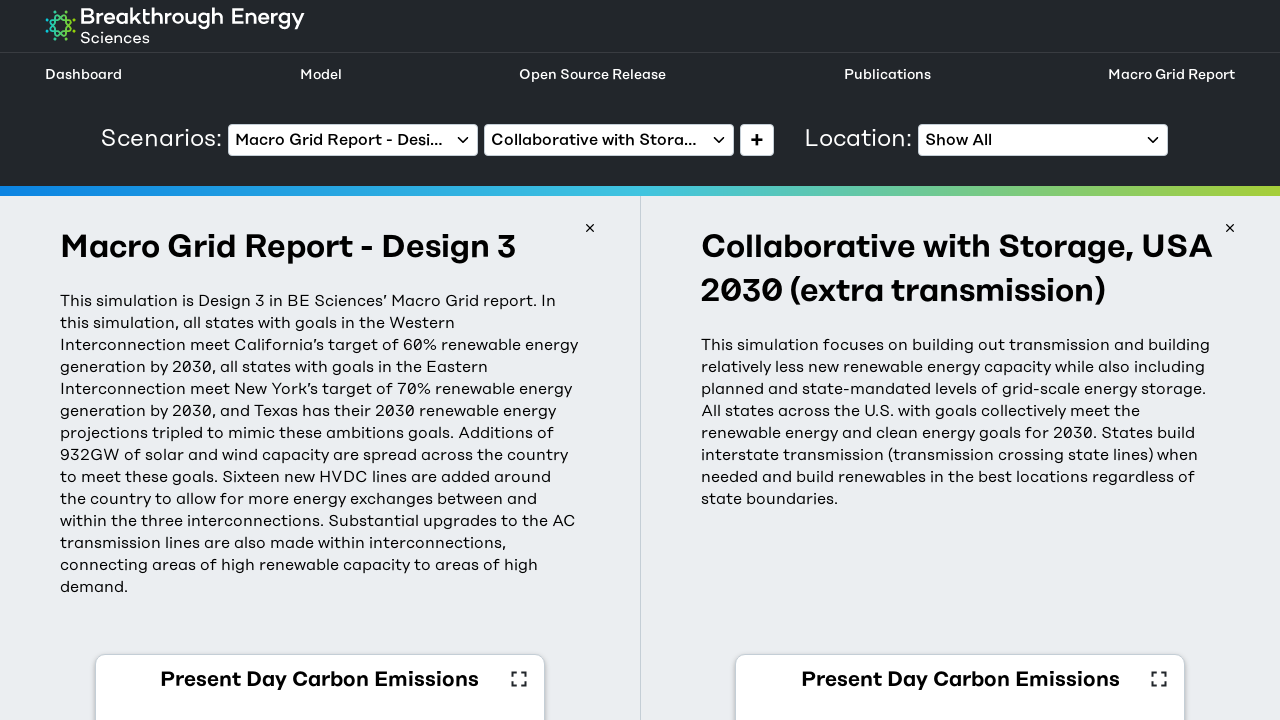 Breakthrough Energy
Sciences
Dashboard
Model
Open Source Release
Publications
Macro Grid Report
Scenarios:
Macro Grid Report - Desi...
Collaborative with Stora...
+
Location:
Show All
×
Macro Grid Report - Design 3
This simulation is Design 3 in BE Sciences’ Macro Grid report. In
this simulation, all states with goals in the Western
Interconnection meet California’s target of 60% renewable energy
generation by 2030, all states with goals in the Eastern
Interconnection meet New York’s target of 70% renewable energy
generation by 2030, and Texas has their 2030 renewable energy
projections tripled to mimic these ambitions goals. Additions of
932GW of solar and wind capacity are spread across the country
to meet these goals. Sixteen new HVDC lines are added around
the country to allow for more energy exchanges between and
within the three interconnections. Substantial upgrades to the AC
transmission lines are also made within interconnections,
connecting areas of high renewable capacity to areas of high
demand.
Present Day Carbon Emissions
×
Collaborative with Storage, USA
2030 (extra transmission)
This simulation focuses on building out transmission and building
relatively less new renewable energy capacity while also including
planned and state-mandated levels of grid-scale energy storage.
All states across the U.S. with goals collectively meet the
renewable energy and clean energy goals for 2030. States build
interstate transmission (transmission crossing state lines) when
needed and build renewables in the best locations regardless of
state boundaries.
Present Day Carbon Emissions